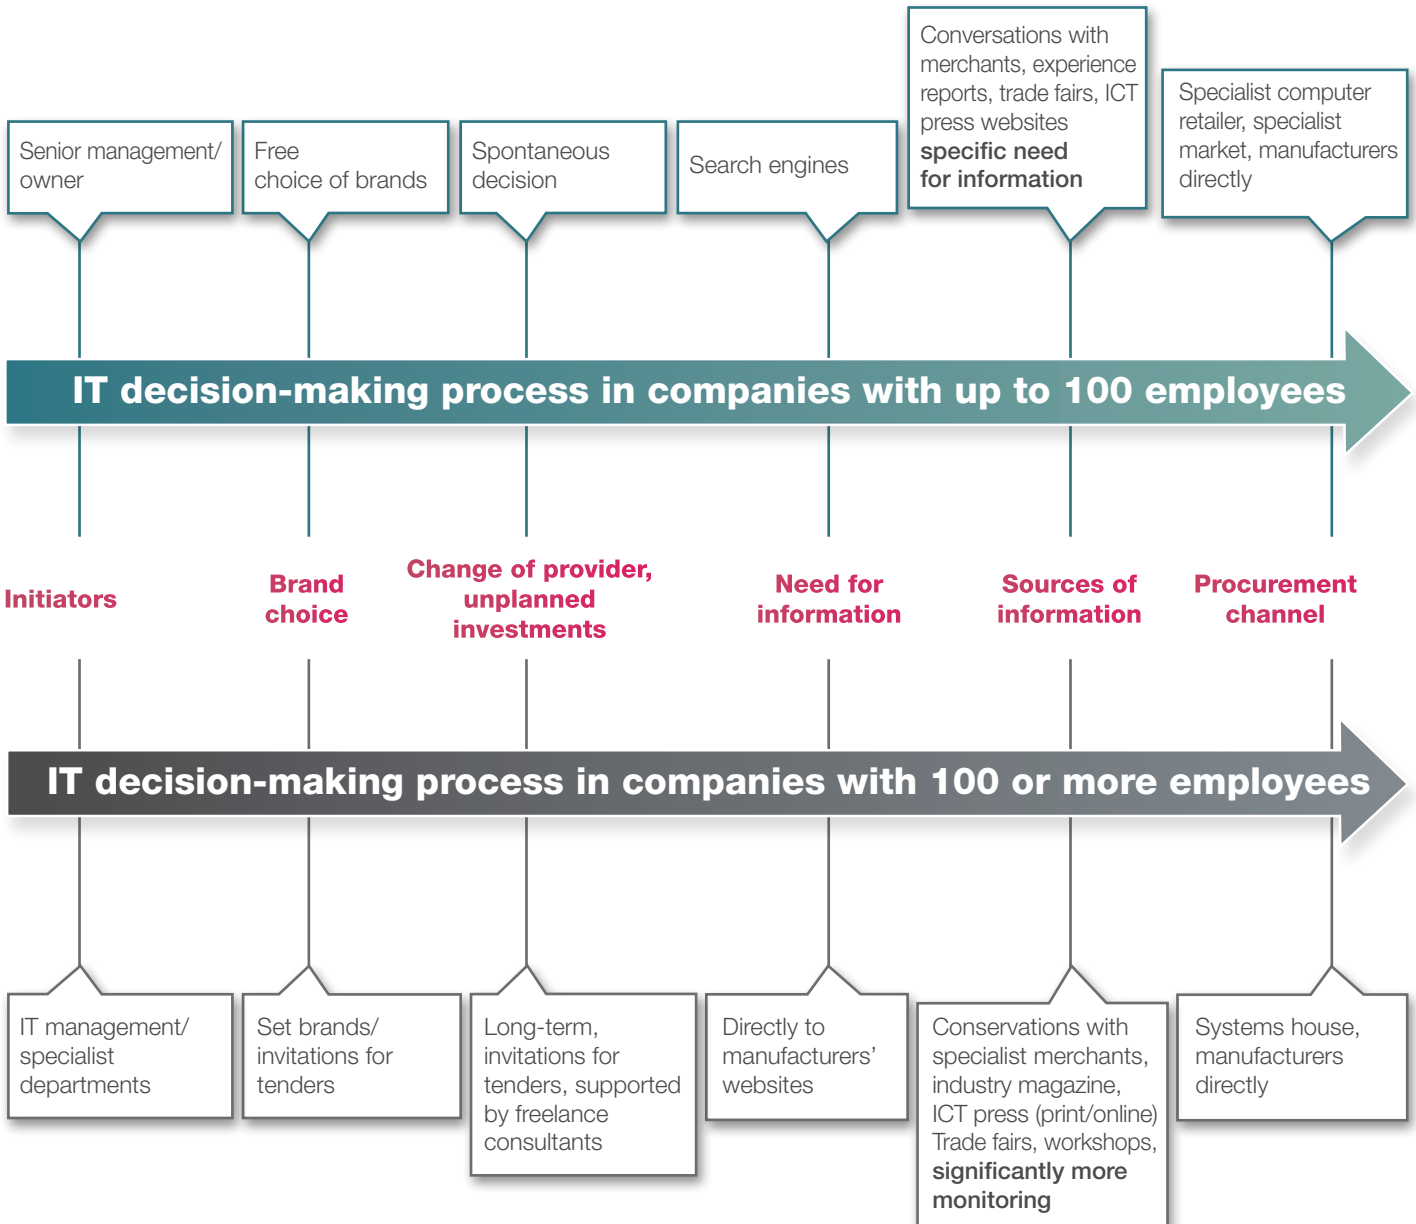 Senior management/
owner
Free
choice of brands
Spontaneous
decision
Search engines
Conversations with
merchants, experience
reports, trade fairs, ICT
press websites
specific need
for information
Specialist computer
retailer, specialist
market, manufacturers
directly
IT decision-making process in companies with up to 100 employees
Initiators
Brand
choice
Change of provider,
unplanned
investments
Need for
information
Sources of
information
Procurement
channel
IT decision-making process in companies with 100 or more employees
IT management/
specialist
departments
Set brands/
invitations for
tenders
Long-term,
invitations for
tenders, supported
by freelance
consultants
Directly to
manufacturers’
websites
Conservations with
specialist merchants,
industry magazine,
ICT press (print/online)
Trade fairs, workshops,
significantly more
monitoring
Systems house,
manufacturers
directly